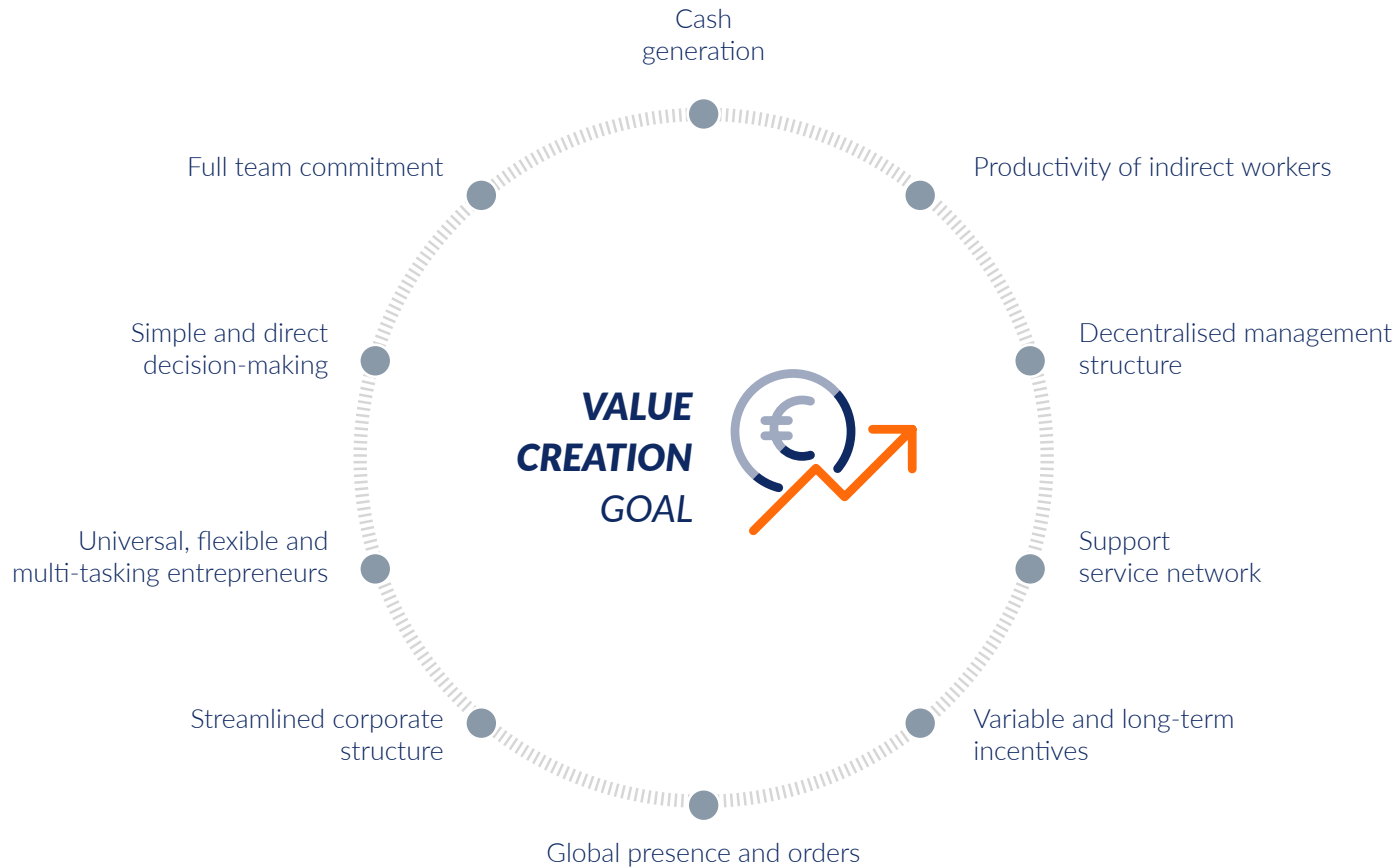 Cash
generation
Full team commitment
Productivity of indirect workers
Simple and direct
decision-making
Decentralised management
structure
VALUE
CREATION
GOAL
€
Universal, flexible and
multi-tasking entrepreneurs
Support
service network
Streamlined corporate
structure
Variable and long-term
incentives
Global presence and orders